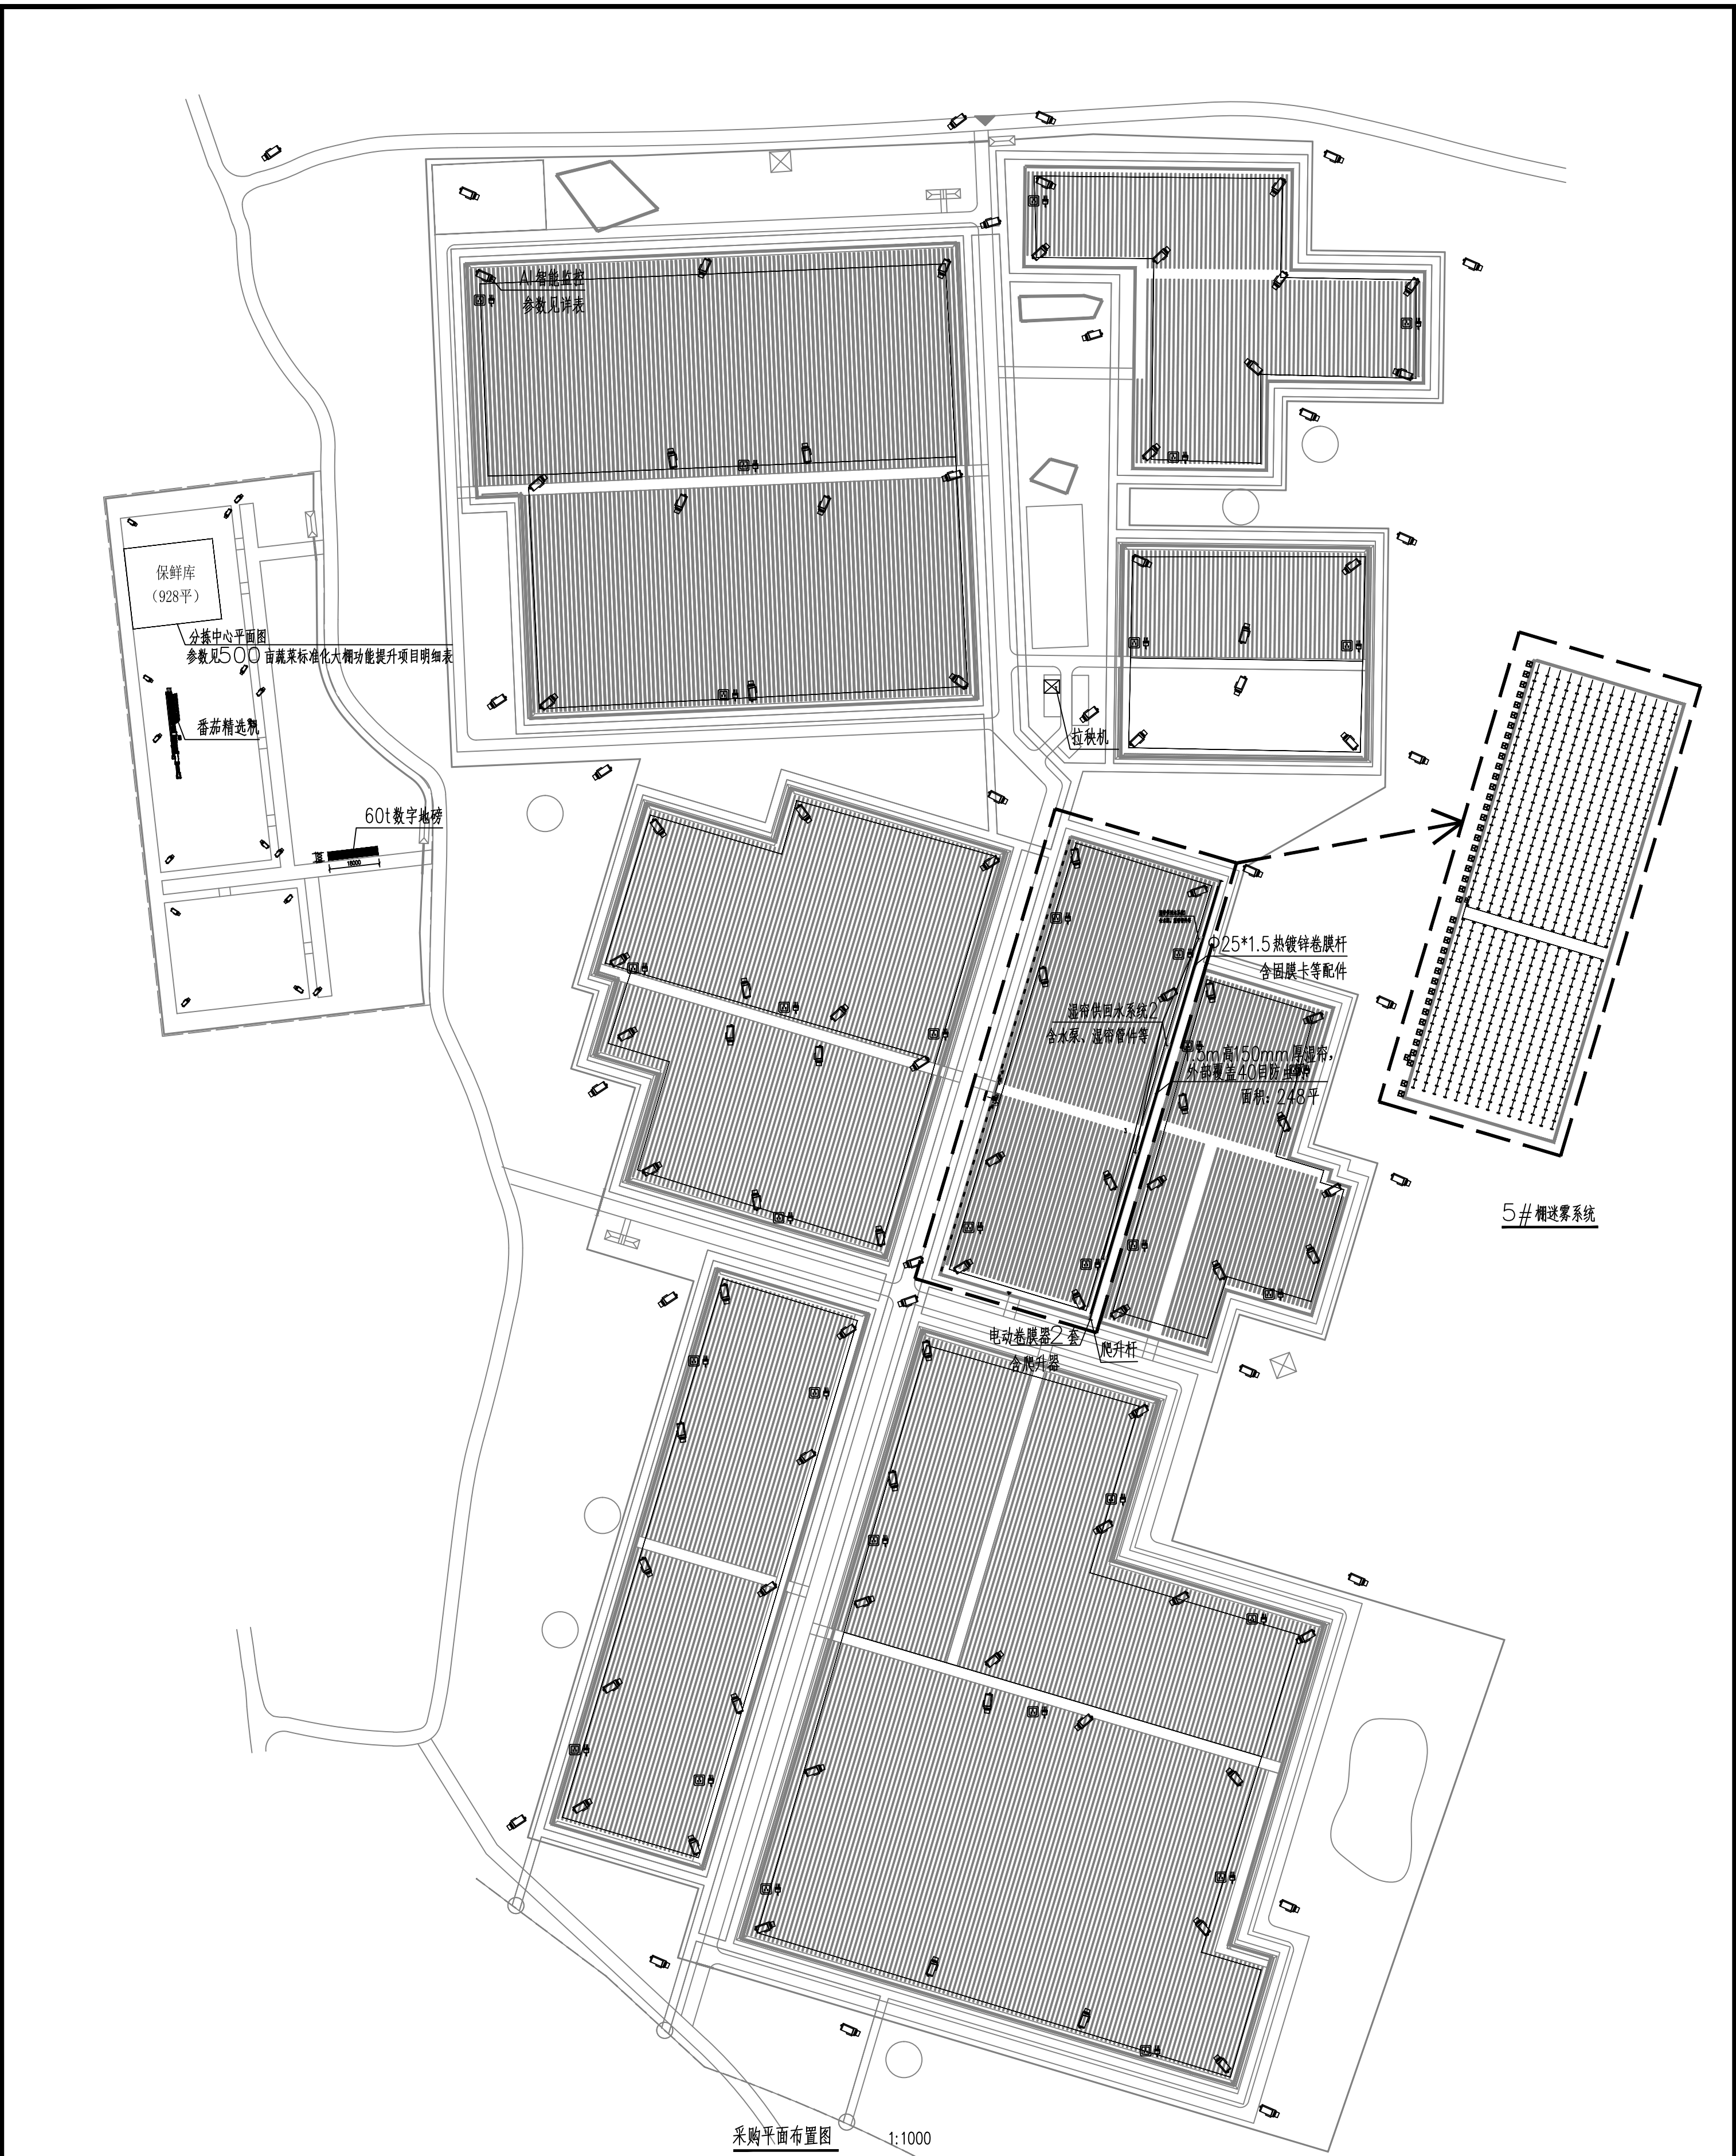 AI智能监控
参数见详表
保鲜库
（928平）
分拣中心平面图
参数见500亩蔬菜标准化大棚功能提升项目明细表
番茄精选机
拉秧机
60t数字地磅
18000
Φ25*1.5热镀锌卷膜杆
含固膜卡等配件
湿帘供回水系统2
含水泵、湿帘管件等
1.5m高150mm厚湿帘，
外部覆盖40目防虫网
面积：248平
5#棚迷雾系统
电动卷膜器2套
含爬升器
爬升杆
采购平面布置图
1:1000